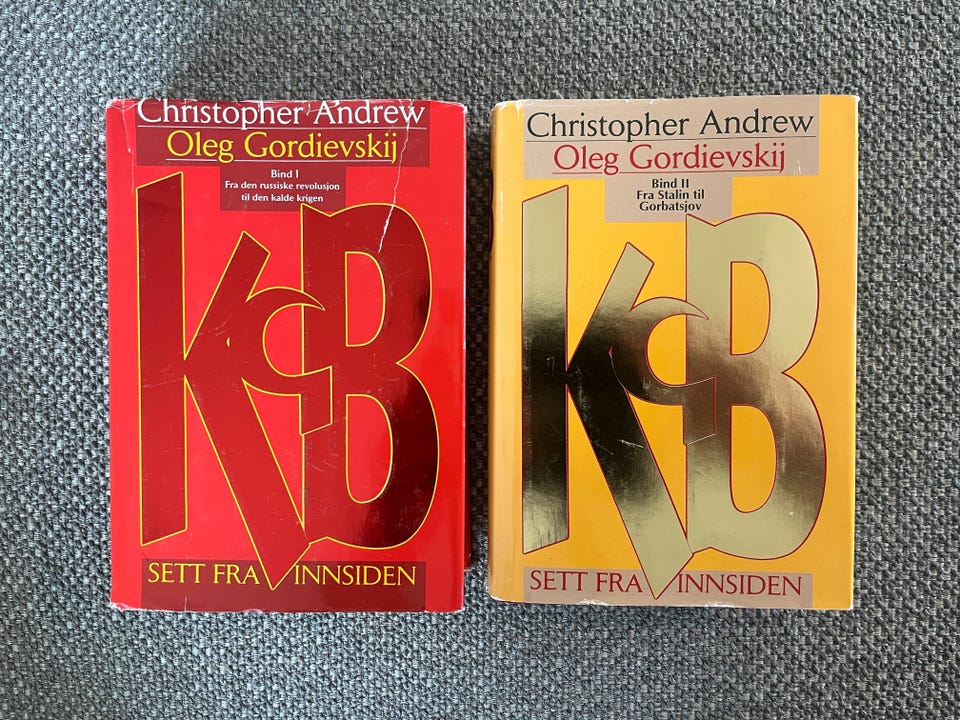 Christopher Andrew
Oleg Gordievskij
Bind I
Fra den russiske revolusjon
til den kalde krigen
KGB
SETT FRA INNSIDEN
Christopher Andrew
Oleg Gordievskij
Bind II
Fra Stalin til
Gorbatsjov
KGB
SETT FRA INNSIDEN